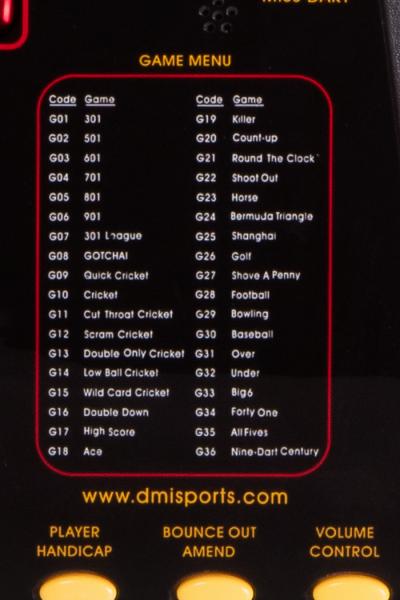 MISS DART
GAME MENU
Code Game Code Game
G01 301 G19 Killer
G02 501 G20 Count-up
G03 601 G21 Round The Clock
G04 701 G22 Shoot Out
G05 801 G23 Horse
G06 901 G24 Bermuda Triangle
G07 301 League G25 Shanghai
G08 GOTCHA! G26 Golf
G09 Quick Cricket G27 Shove A Penny
G10 Cricket G28 Football
G11 Cut Throat Cricket G29 Bowling
G12 Scram Cricket G30 Baseball
G13 Double Only Cricket G31 Over
G14 Low Ball Cricket G32 Under
G15 Wild Card Cricket G33 Big6
G16 Double Down G34 Forty One
G17 High Score G35 All Fives
G18 Ace G36 Nine-Dart Century
www.dmisports.com
PLAYER HANDICAP
BOUNCE OUT AMEND
VOLUME CONTROL